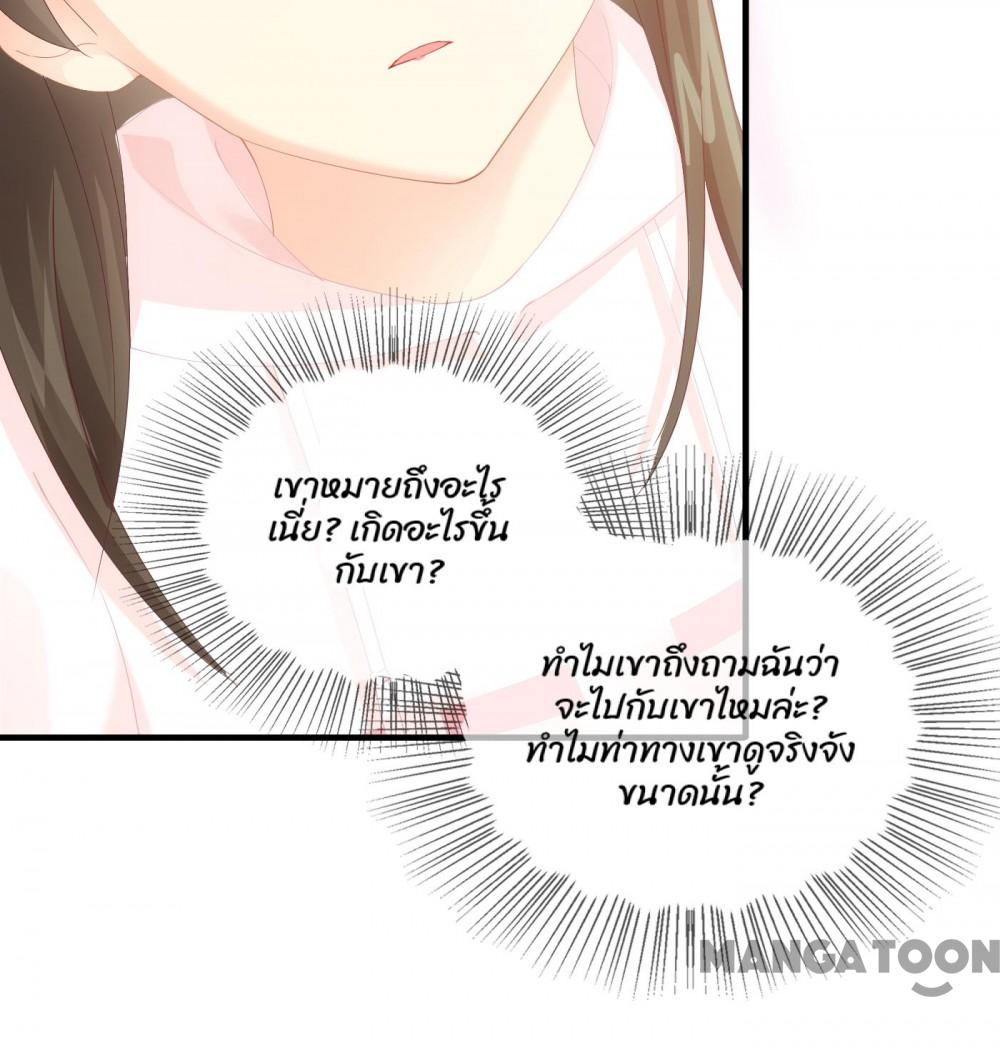 เขาหมายถึงอะไร
เนี่ย? เกิดอะไรขึ้น
กับเขา?
ทำไมเขาถึงถามฉันว่า
จะไปกับเขาไหมล่ะ?
ทำไมท่าทางเขาดูจริงจัง
ขนาดนั้น?
MANGATOON